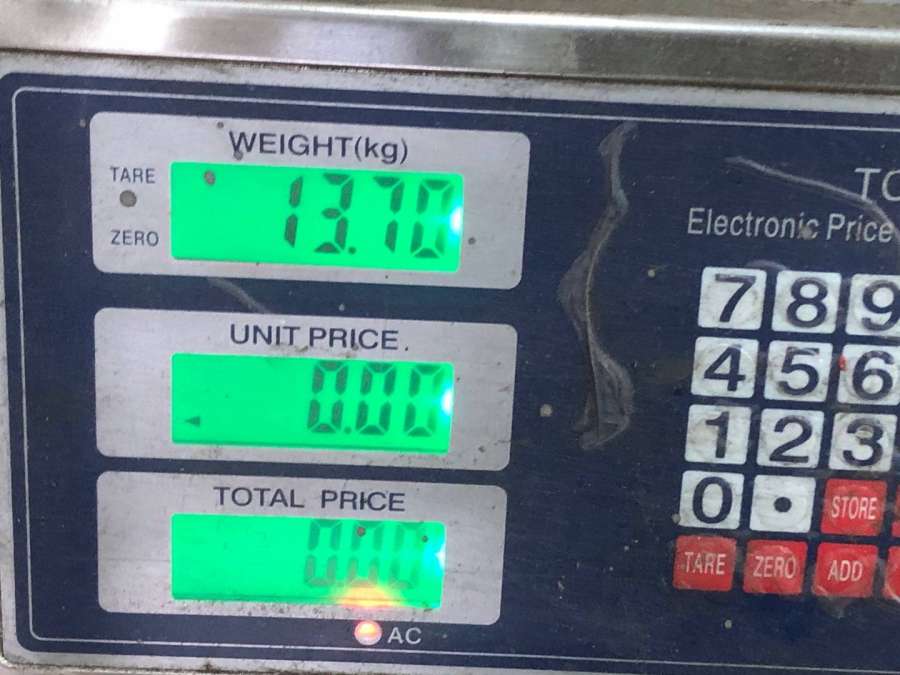 WEIGHT(kg)
TARE
13.70
ZERO
UNIT PRICE.
0.00
TOTAL PRICE
0.00
AC
Electronic Price
7 8 9
4 5 6
1 2 3
0 . STORE
TARE ZERO ADD